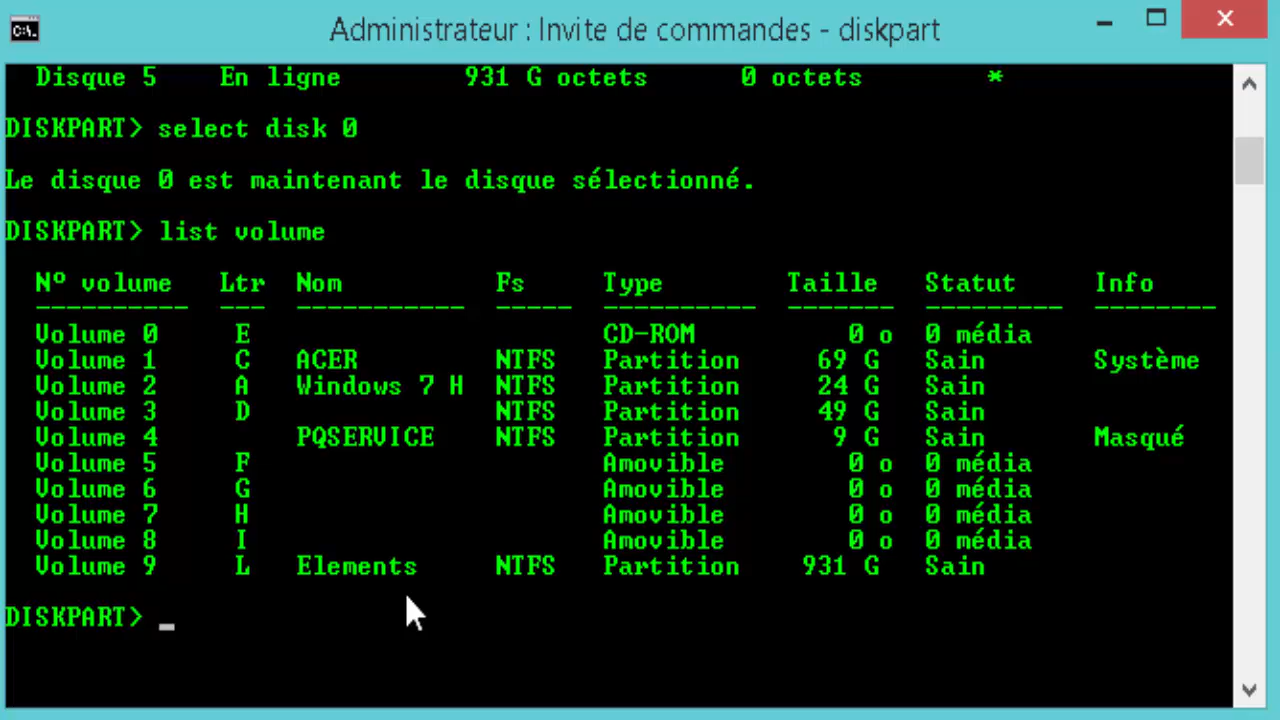 Administrateur : Invite de commandes - diskpart
Disque 5 En ligne 931 G octets 0 octets *
DISKPART> select disk 0
Le disque 0 est maintenant le disque sélectionné.
DISKPART> list volume
Nº volume Ltr Nom Fs Type Taille Statut Info
---------- --- ----------- ----- ---------- ------- --------- --------
Volume 0 E CD-ROM 0 o 0 média
Volume 1 C ACER NTFS Partition 69 G Sain Système
Volume 2 A Windows 7 H NTFS Partition 24 G Sain
Volume 3 D NTFS Partition 49 G Sain
Volume 4 PQSERVICE NTFS Partition 9 G Sain Masqué
Volume 5 F Amovible 0 o 0 média
Volume 6 G Amovible 0 o 0 média
Volume 7 H Amovible 0 o 0 média
Volume 8 I Amovible 0 o 0 média
Volume 9 L Elements NTFS Partition 931 G Sain
DISKPART> _